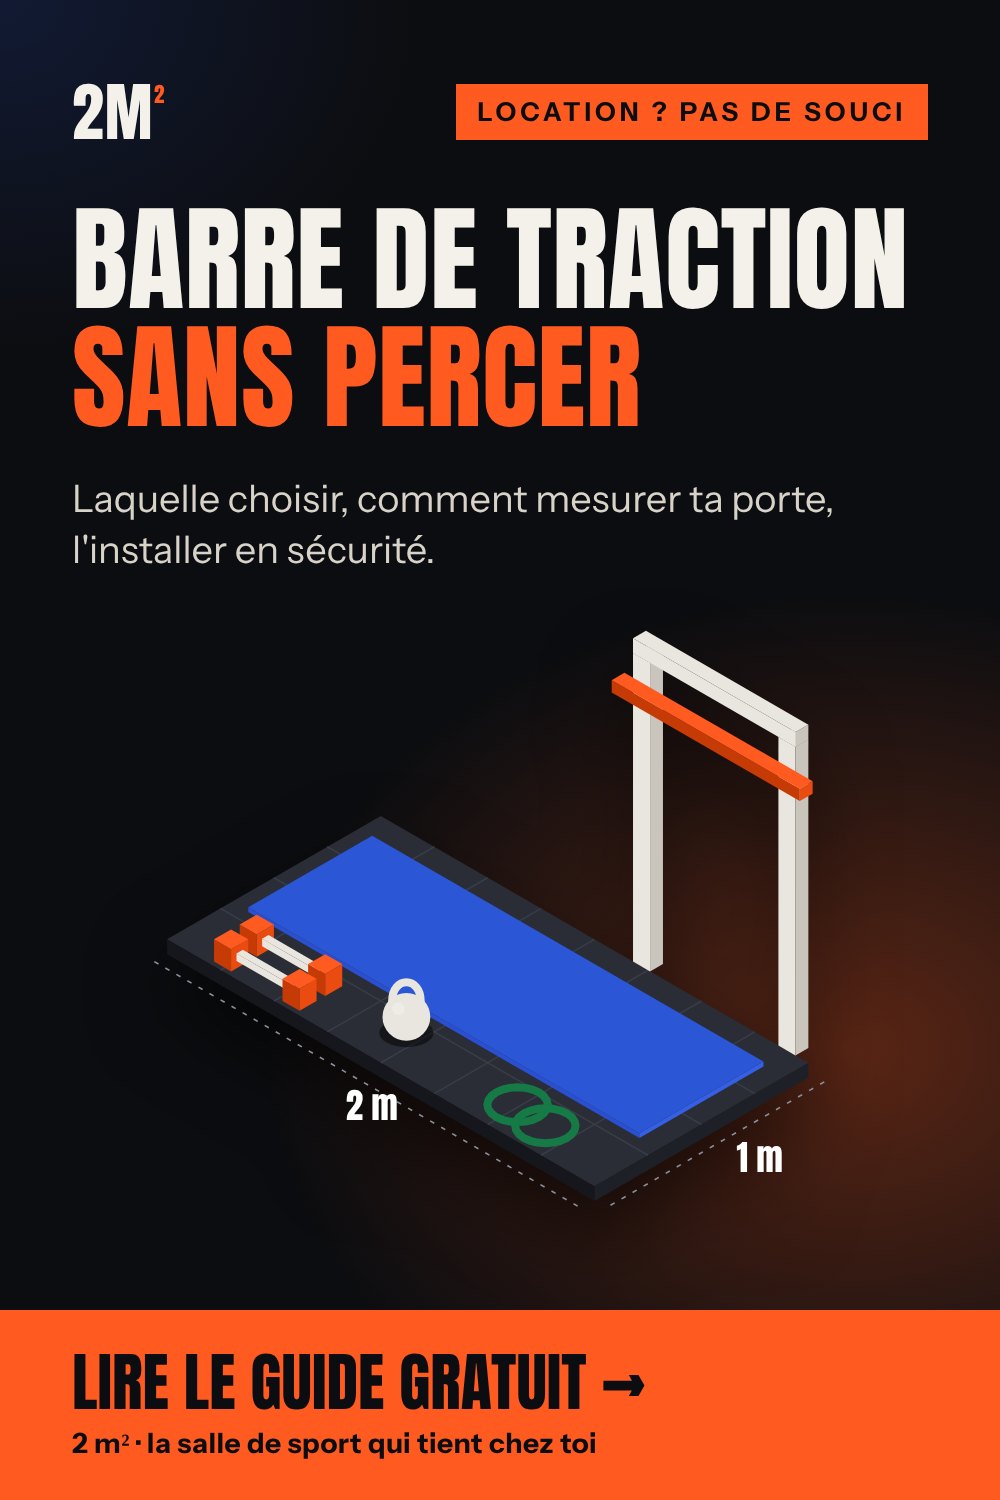 2M²
LOCATION ? PAS DE SOUCI
BARRE DE TRACTION
SANS PERCER
Laquelle choisir, comment mesurer ta porte,
l'installer en sécurité.
2 m
1 m
LIRE LE GUIDE GRATUIT →
2 m² · la salle de sport qui tient chez toi